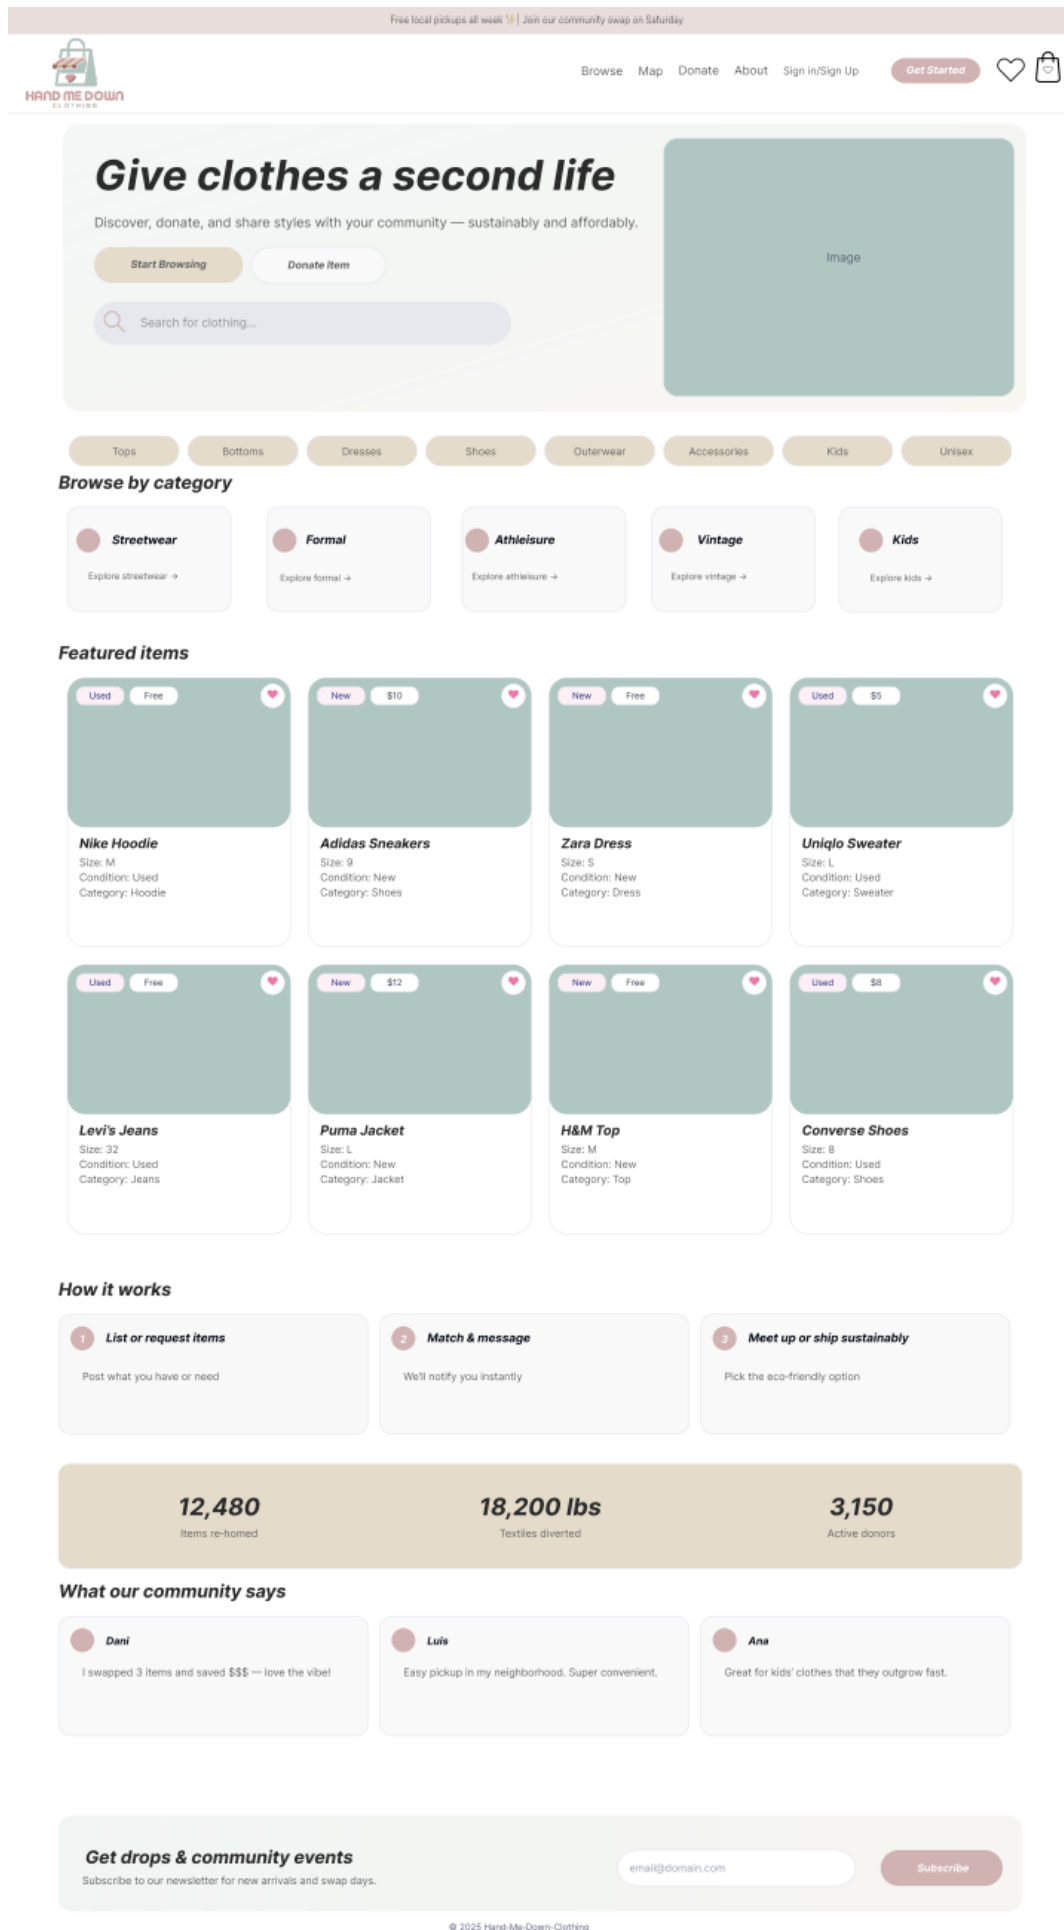 Free local pickups all week ✨ | Join our community swap on Saturday
HAND ME DOWN
CLOTHING
Browse Map Donate About Sign in/Sign Up Get Started
Give clothes a second life
Discover, donate, and share styles with your community — sustainably and affordably.
Start Browsing Donate Item
Search for clothing...
Image
Tops Bottoms Dresses Shoes Outerwear Accessories Kids Unisex
Browse by category
Streetwear Formal Athleisure Vintage Kids
Explore streetwear → Explore formal → Explore athleisure → Explore vintage → Explore kids →
Featured items
Used Free New $10 New Free Used $5
Nike Hoodie Adidas Sneakers Zara Dress Uniqlo Sweater
Size: M Size: 9 Size: S Size: L
Condition: Used Condition: New Condition: New Condition: Used
Category: Hoodie Category: Shoes Category: Dress Category: Sweater
Used Free New $12 New Free Used $8
Levi's Jeans Puma Jacket H&M Top Converse Shoes
Size: 32 Size: L Size: M Size: 8
Condition: Used Condition: New Condition: New Condition: Used
Category: Jeans Category: Jacket Category: Top Category: Shoes
How it works
1 List or request items 2 Match & message 3 Meet up or ship sustainably
Post what you have or need We'll notify you instantly Pick the eco-friendly option
12,480 18,200 lbs 3,150
Items re-homed Textiles diverted Active donors
What our community says
Dani Luis Ana
I swapped 3 items and saved $$$ — love the vibe! Easy pickup in my neighborhood. Super convenient. Great for kids' clothes that they outgrow fast.
Get drops & community events
Subscribe to our newsletter for new arrivals and swap days.
email@domain.com Subscribe
© 2025 Hand-Me-Down-Clothing